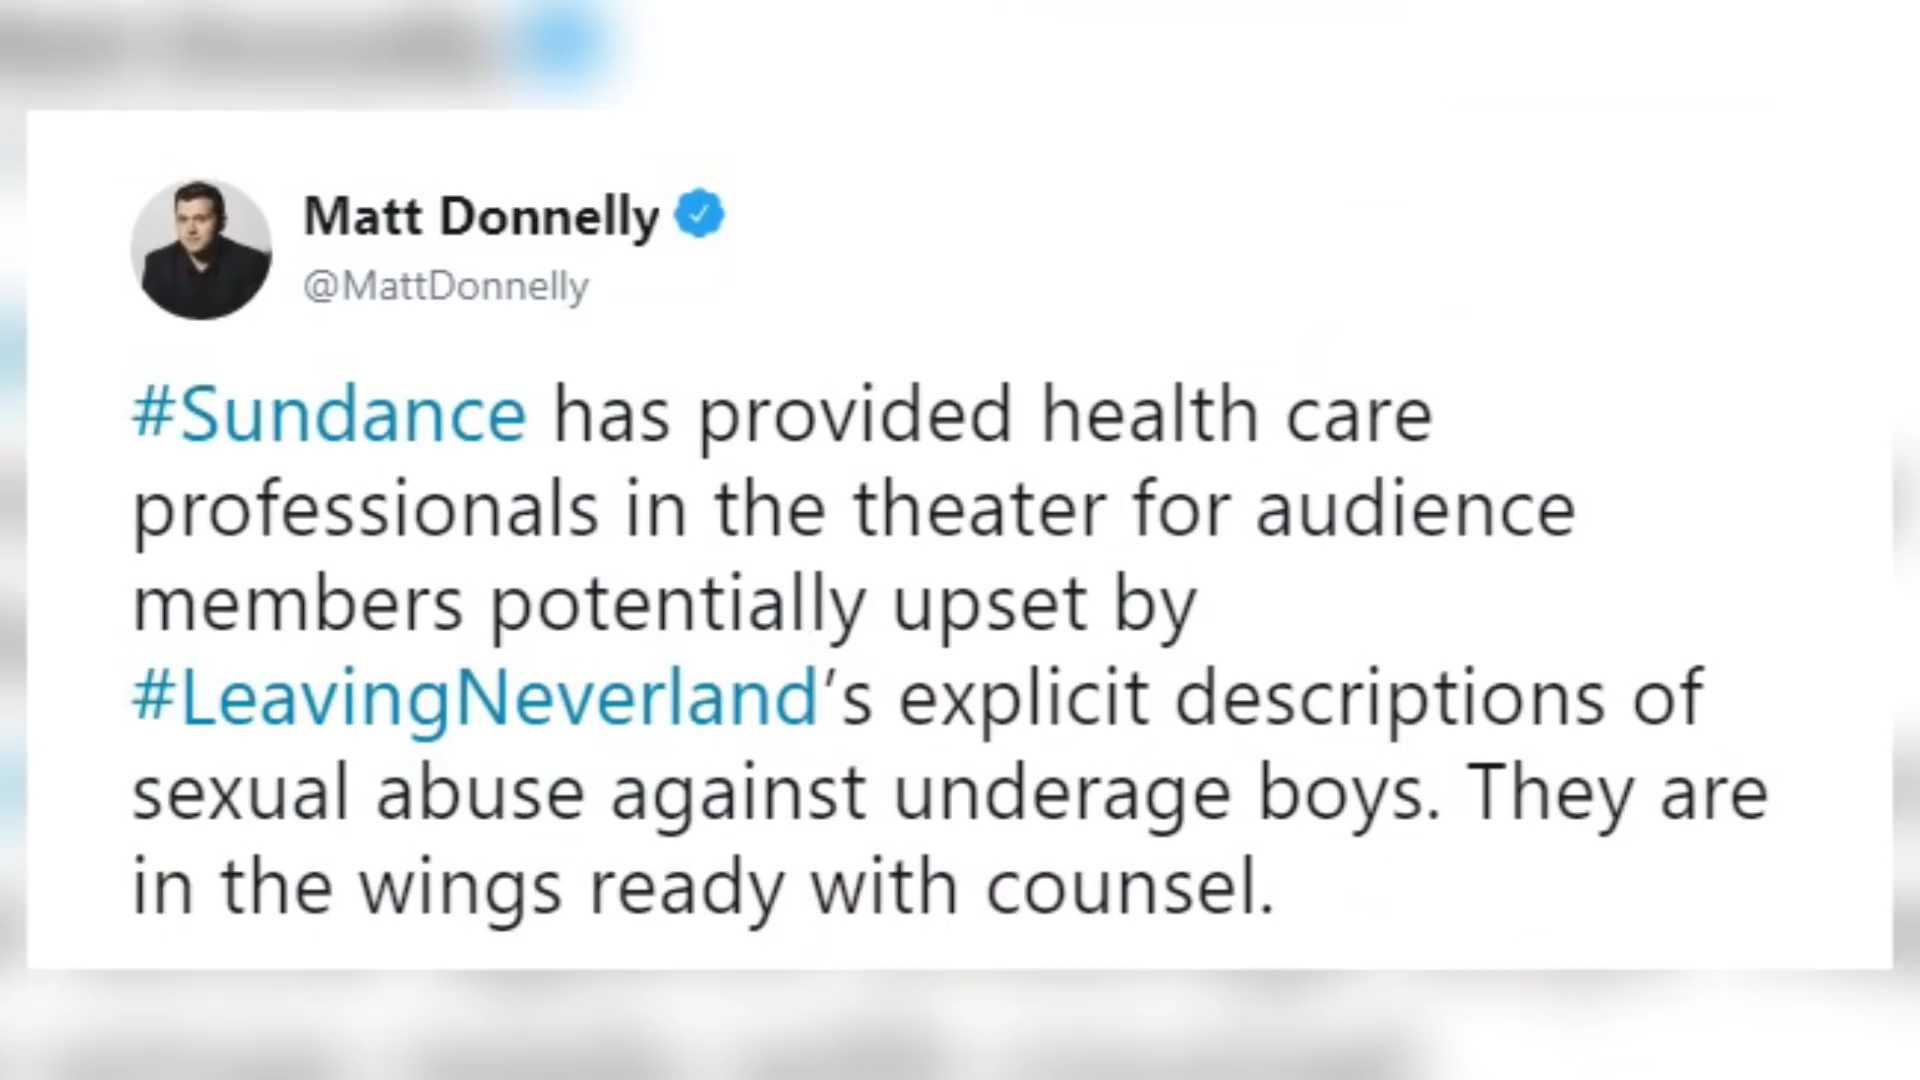 Matt Donnelly
@MattDonnelly
#Sundance has provided health care
professionals in the theater for audience
members potentially upset by
#LeavingNeverland’s explicit descriptions of
sexual abuse against underage boys. They are
in the wings ready with counsel.